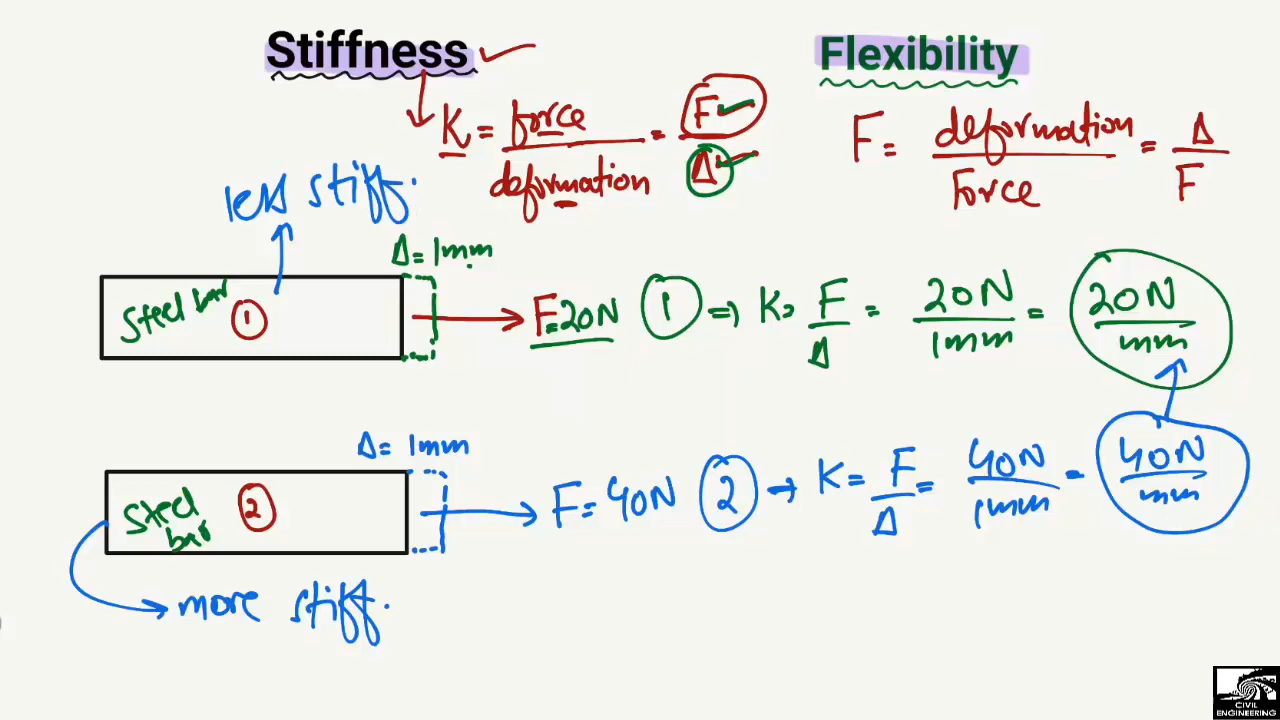 Stiffness
Flexibility
K = force / deformation = F / Δ
F = deformation / Force = Δ / F
less stiff.
Δ = 1mm
Steel bar 1
F = 20N 1 ⇒ K = F / Δ = 20N / 1mm = 20N / mm
Δ = 1mm
Steel bar 2
F = 40N 2 → K = F / Δ = 40N / 1mm = 40N / mm
more stiff.
CIVIL
ENGINEERING